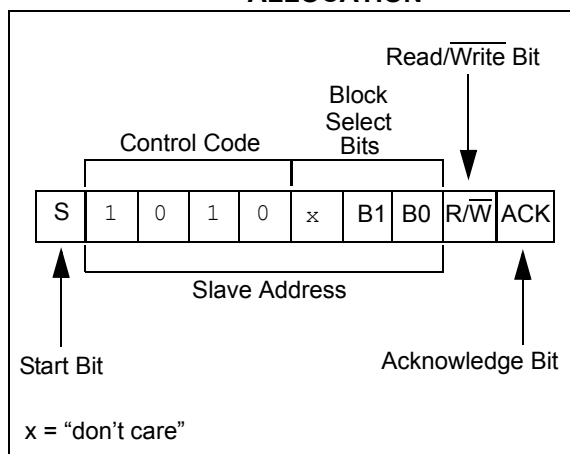 ALLOCATION
Read/Write Bit
Block
Select
Bits
Control Code
S 1 0 1 0 x B1 B0 R/W ACK
Slave Address
Start Bit
Acknowledge Bit
x = “don’t care”